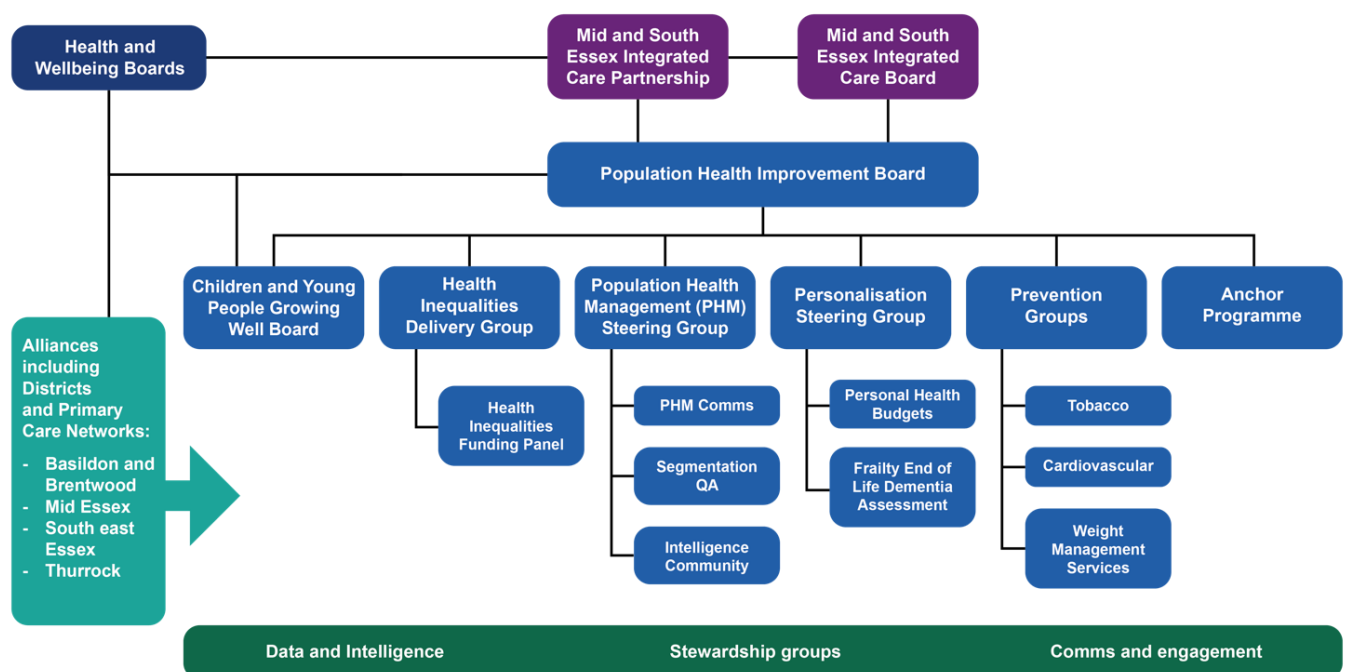 Health and
Wellbeing Boards
Mid and South
Essex Integrated
Care Partnership
Mid and South
Essex Integrated
Care Board
Population Health Improvement Board
Children and Young
People Growing
Well Board
Health
Inequalities
Delivery Group
Population Health
Management (PHM)
Steering Group
Personalisation
Steering Group
Prevention
Groups
Anchor
Programme
Alliances
including
Districts
and Primary
Care Networks:
- Basildon and
Brentwood
- Mid Essex
- South east
Essex
- Thurrock
Health
Inequalities
Funding Panel
PHM Comms
Segmentation
QA
Intelligence
Community
Personal Health
Budgets
Frailty End of
Life Dementia
Assessment
Tobacco
Cardiovascular
Weight
Management
Services
Data and Intelligence
Stewardship groups
Comms and engagement